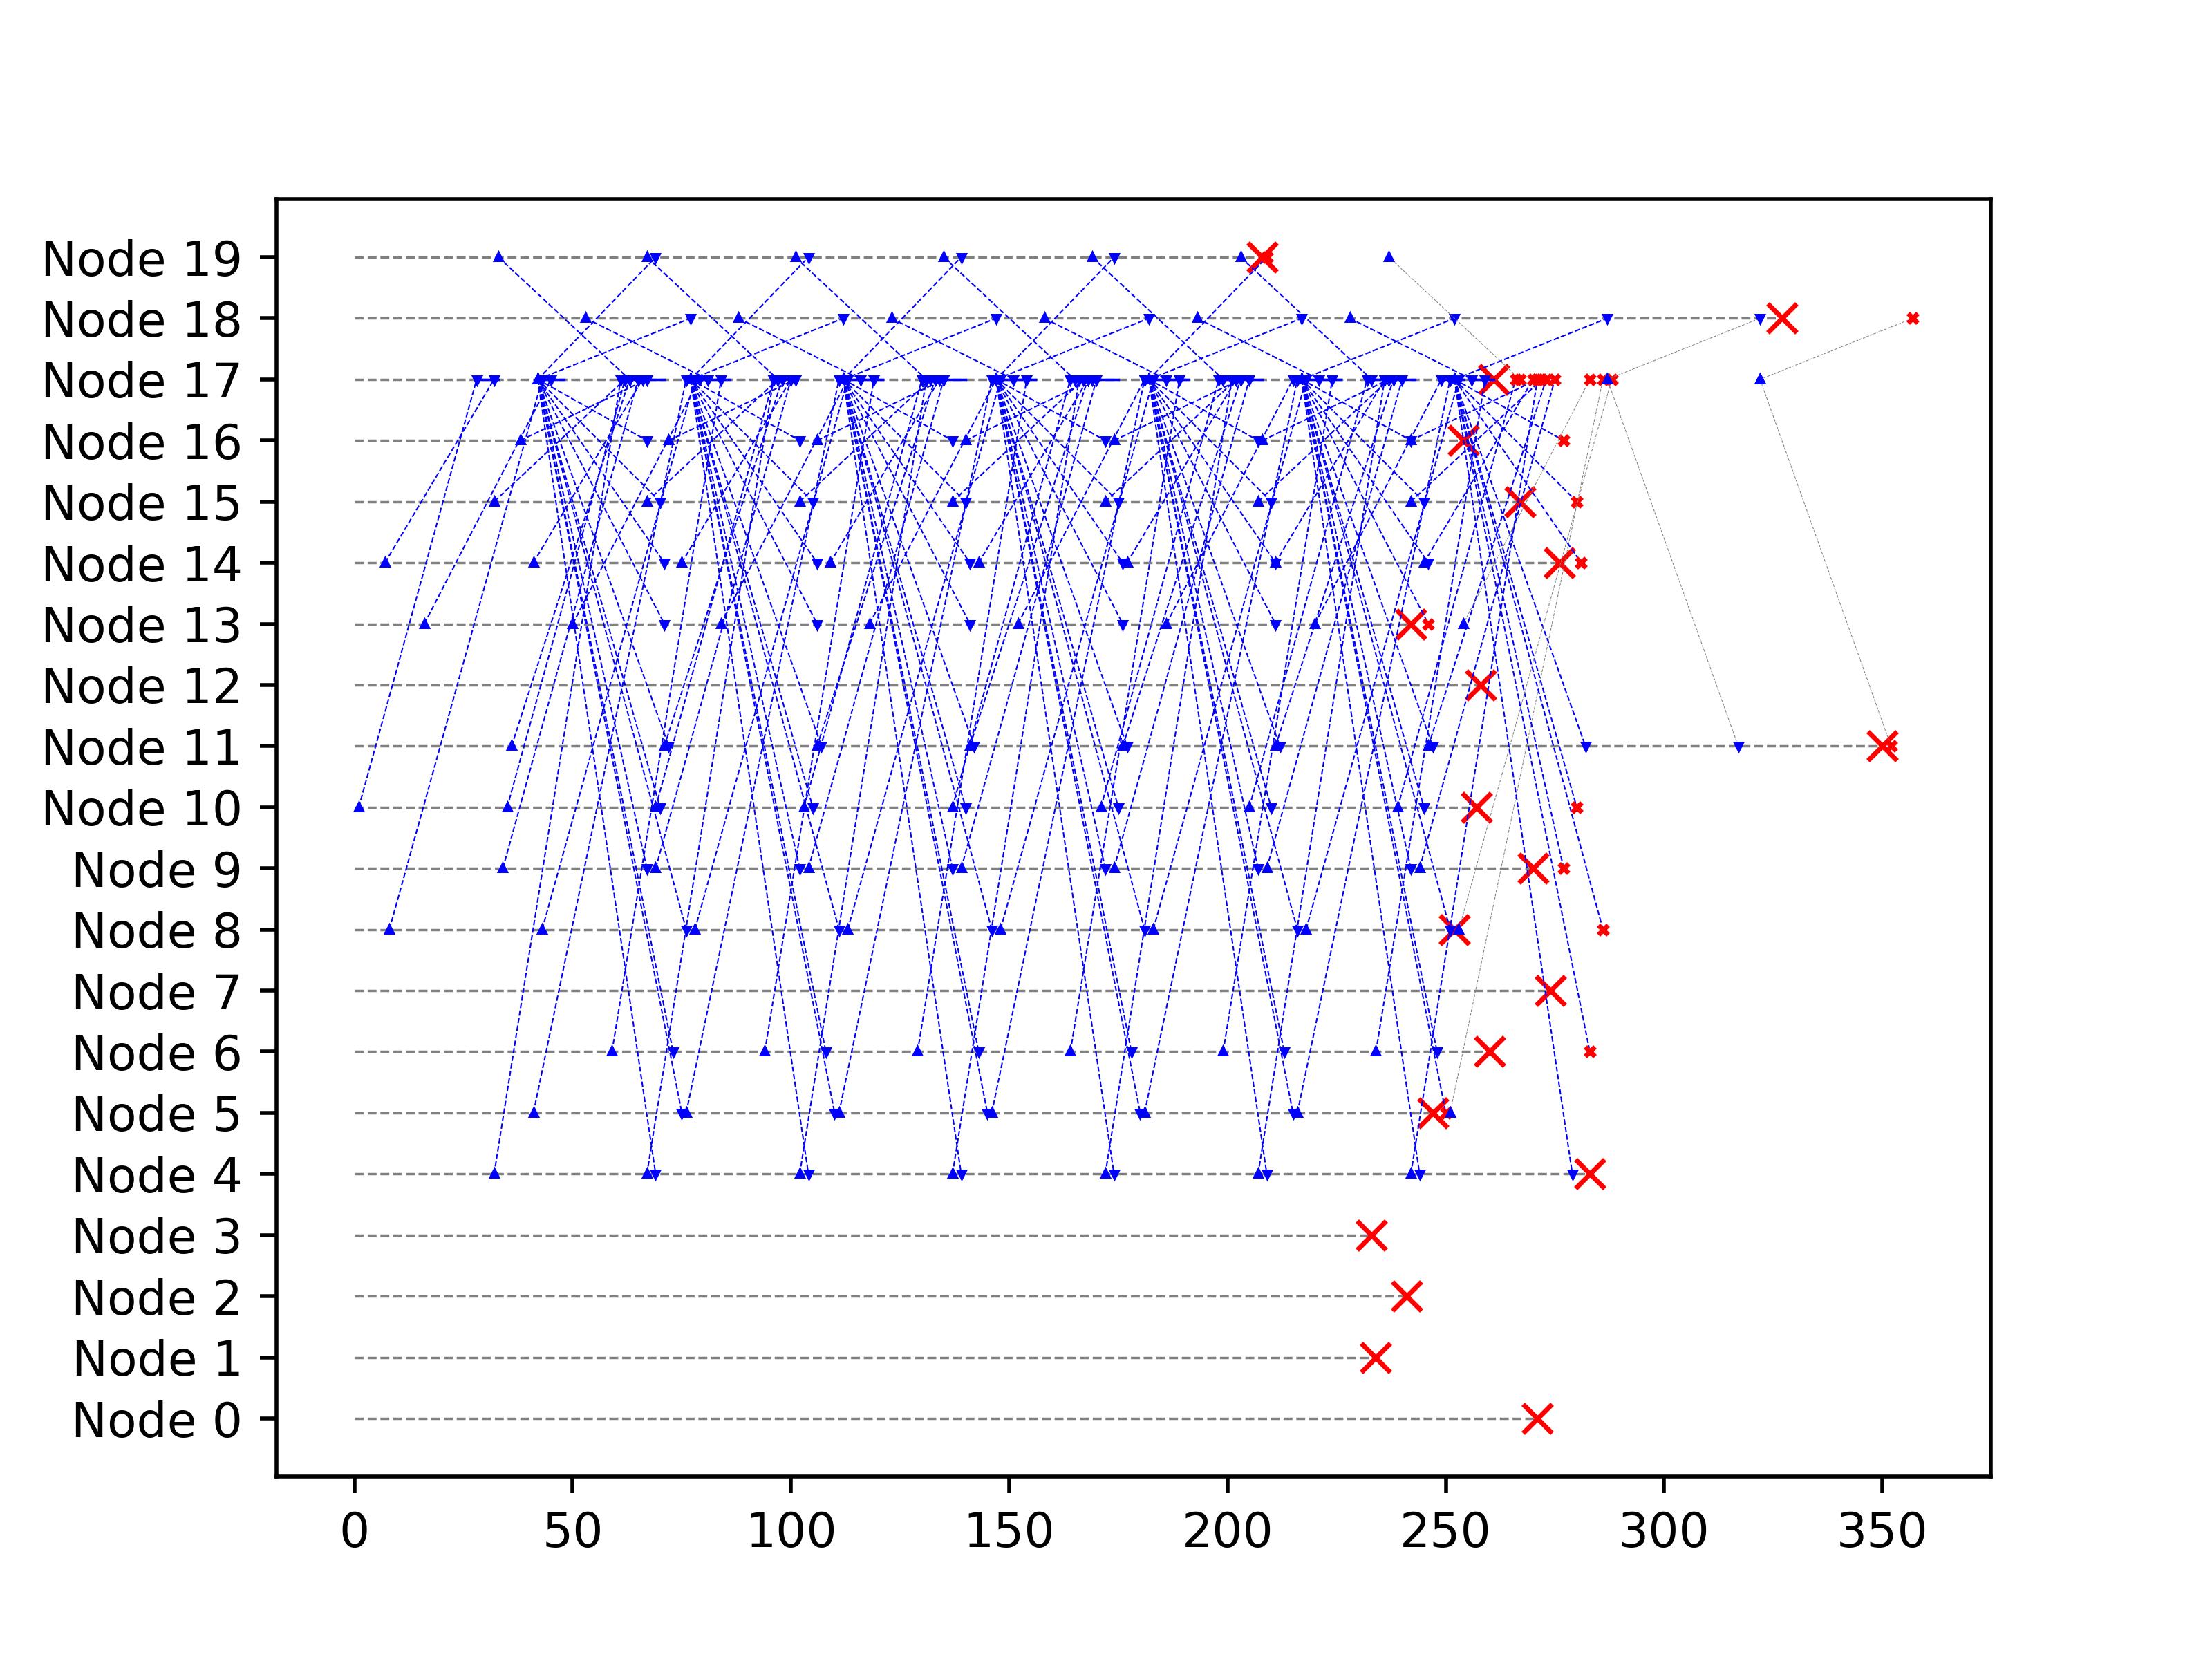 Node 19
Node 18
Node 17
Node 16
Node 15
Node 14
Node 13
Node 12
Node 11
Node 10
Node 9
Node 8
Node 7
Node 6
Node 5
Node 4
Node 3
Node 2
Node 1
Node 0
0 50 100 150 200 250 300 350